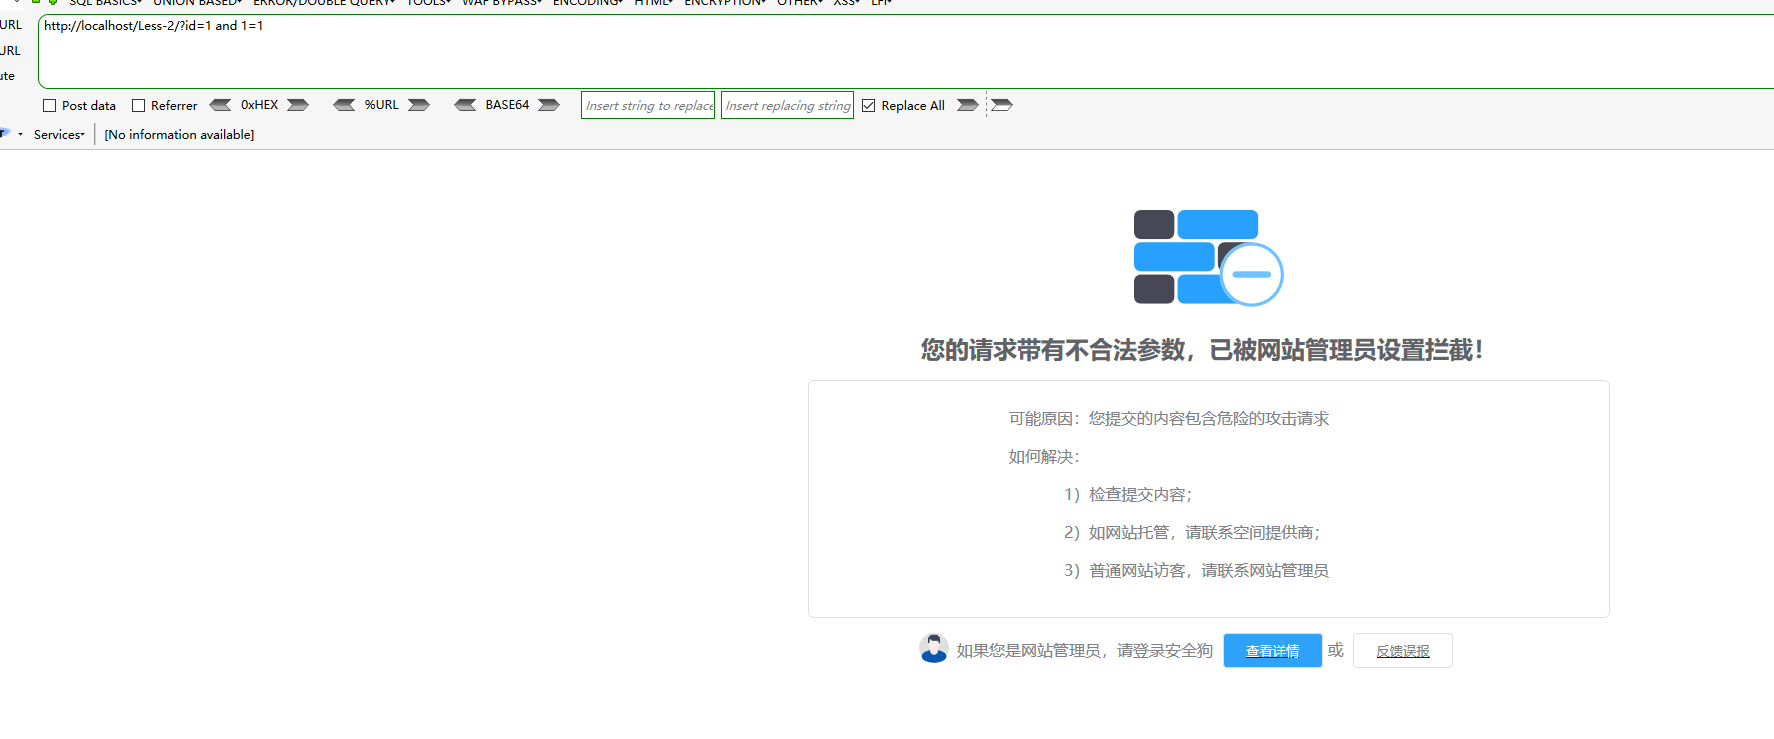 SQL BASICS UNION BASED ERROR/DOUBLE QUERY TOOLS WAF BYPASS ENCODING HTML ENCRYPTION OTHER XSS LFI
URL
http://localhost/Less-2/?id=1 and 1=1
URL
ute
Post data Referrer 0xHEX %URL BASE64 Insert string to replace Insert replacing string Replace All
Services [No information available]
您的请求带有不合法参数，已被网站管理员设置拦截！
可能原因：您提交的内容包含危险的攻击请求
如何解决：
1）检查提交内容；
2）如网站托管，请联系空间提供商；
3）普通网站访客，请联系网站管理员
如果您是网站管理员，请登录安全狗 查看详情 或 反馈误报